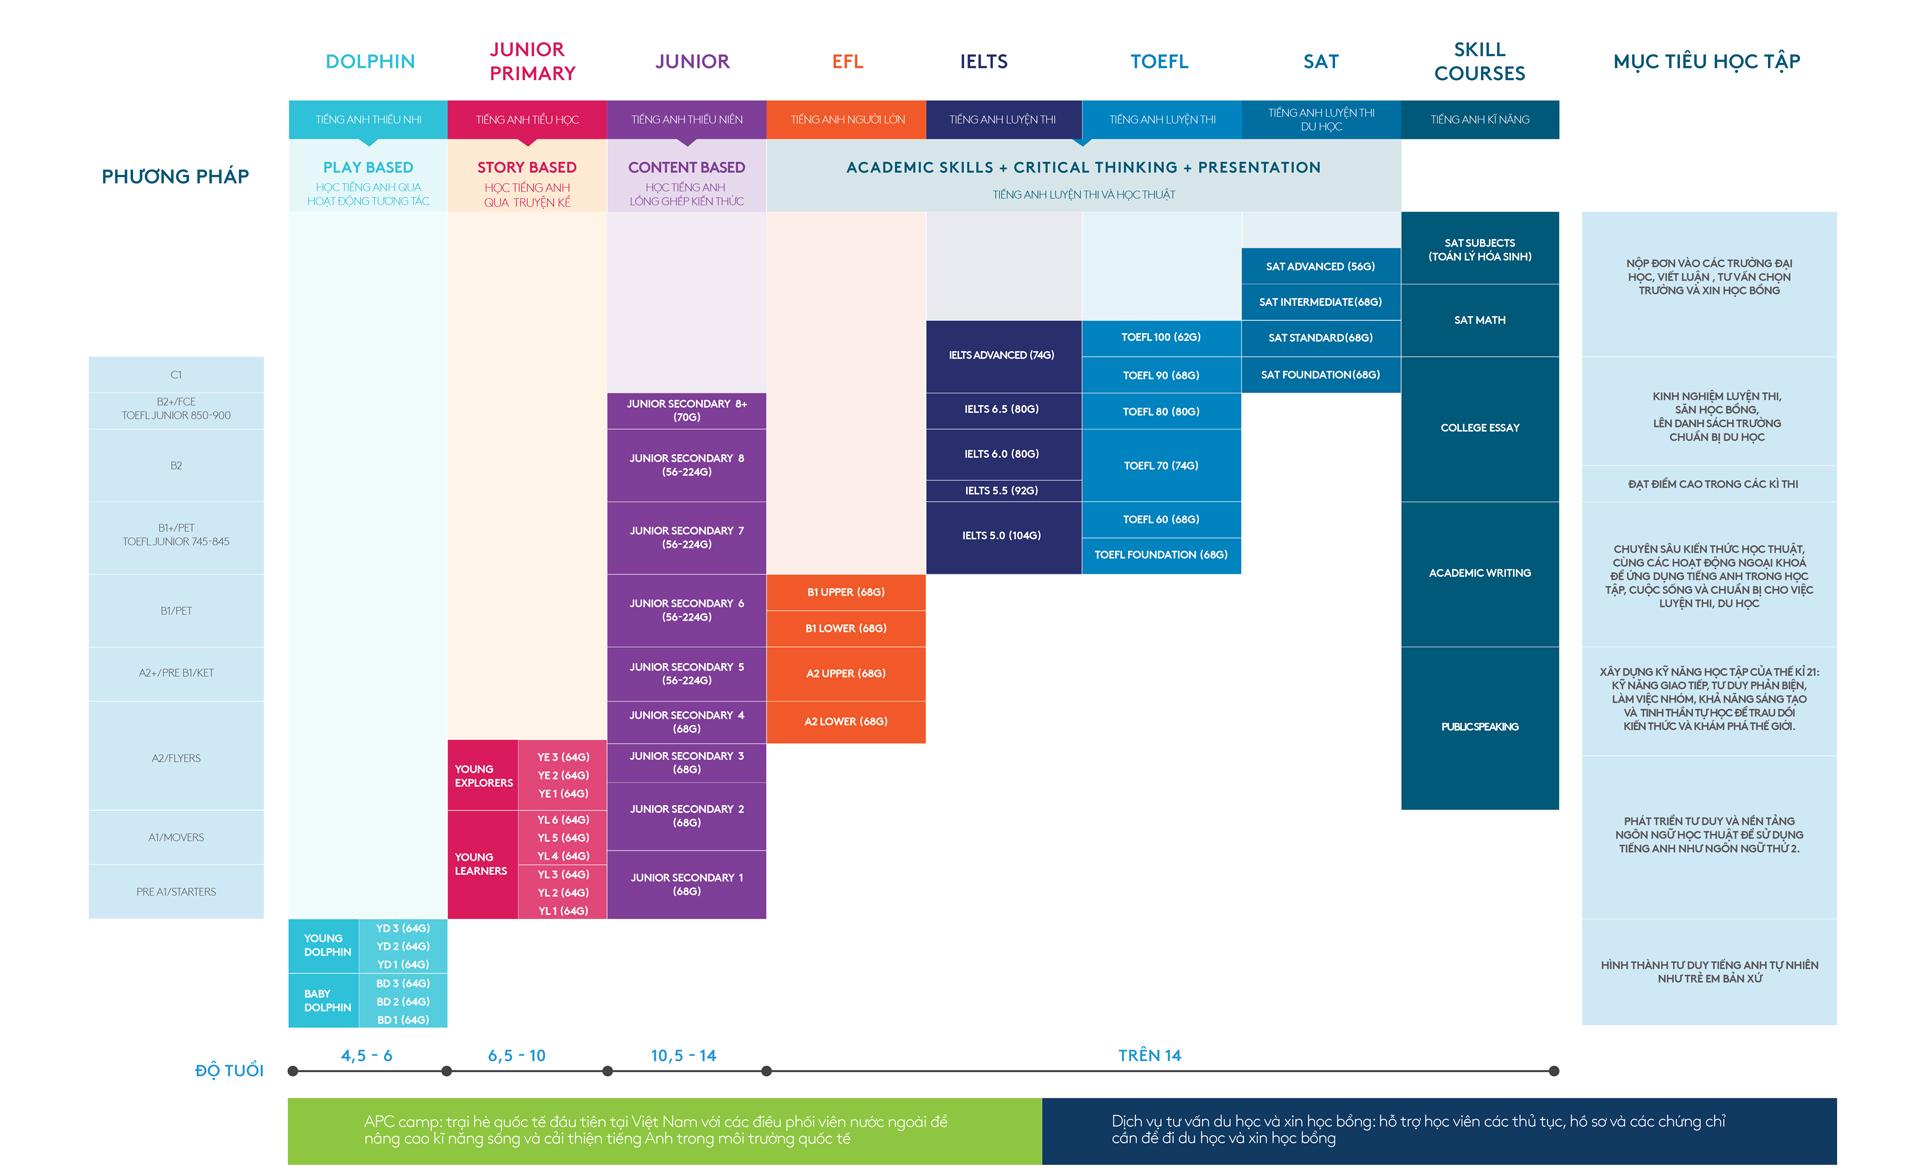 DOLPHIN
JUNIOR
PRIMARY
JUNIOR
EFL
IELTS
TOEFL
SAT
SKILL
COURSES
MỤC TIÊU HỌC TẬP
TIẾNG ANH THIẾU NHI
TIẾNG ANH TIỂU HỌC
TIẾNG ANH THIẾU NIÊN
TIẾNG ANH NGƯỜI LỚN
TIẾNG ANH LUYỆN THI
TIẾNG ANH LUYỆN THI
TIẾNG ANH LUYỆN THI
DU HỌC
TIẾNG ANH KĨ NĂNG
PHƯƠNG PHÁP
PLAY BASED
HỌC TIẾNG ANH QUA
HOẠT ĐỘNG TƯƠNG TÁC
STORY BASED
HỌC TIẾNG ANH
QUA TRUYỆN KỂ
CONTENT BASED
HỌC TIẾNG ANH
LỒNG GHÉP KIẾN THỨC
ACADEMIC SKILLS + CRITICAL THINKING + PRESENTATION
TIẾNG ANH LUYỆN THI VÀ HỌC THUẬT
C1
B2+/FCE
TOEFL JUNIOR 850-900
B2
B1+/PET
TOEFL JUNIOR 745-845
B1/PET
A2+/PRE B1/KET
A2/FLYERS
A1/MOVERS
PRE A1/STARTERS
YOUNG
DOLPHIN
YD 3 (64G)
YD 2 (64G)
YD 1 (64G)
BABY
DOLPHIN
BD 3 (64G)
BD 2 (64G)
BD 1 (64G)
YOUNG
EXPLORERS
YE 3 (64G)
YE 2 (64G)
YE 1 (64G)
YOUNG
LEARNERS
YL 6 (64G)
YL 5 (64G)
YL 4 (64G)
YL 3 (64G)
YL 2 (64G)
YL 1 (64G)
JUNIOR SECONDARY 8+
(70G)
JUNIOR SECONDARY 8
(56-224G)
JUNIOR SECONDARY 7
(56-224G)
JUNIOR SECONDARY 6
(56-224G)
JUNIOR SECONDARY 5
(56-224G)
JUNIOR SECONDARY 4
(68G)
JUNIOR SECONDARY 3
(68G)
JUNIOR SECONDARY 2
(68G)
JUNIOR SECONDARY 1
(68G)
B1 UPPER (68G)
B1 LOWER (68G)
A2 UPPER (68G)
A2 LOWER (68G)
IELTS ADVANCED (74G)
IELTS 6.5 (80G)
IELTS 6.0 (80G)
IELTS 5.5 (92G)
IELTS 5.0 (104G)
TOEFL 100 (62G)
TOEFL 90 (68G)
TOEFL 80 (80G)
TOEFL 70 (74G)
TOEFL 60 (68G)
TOEFL FOUNDATION (68G)
SAT ADVANCED (56G)
SAT INTERMEDIATE (68G)
SAT STANDARD (68G)
SAT FOUNDATION (68G)
SAT SUBJECTS
(TOÁN LÝ HÓA SINH)
SAT MATH
COLLEGE ESSAY
ACADEMIC WRITING
PUBLIC SPEAKING
NỘP ĐƠN VÀO CÁC TRƯỜNG ĐẠI
HỌC, VIẾT LUẬN , TƯ VẤN CHỌN
TRƯỜNG VÀ XIN HỌC BỔNG
KINH NGHIỆM LUYỆN THI,
SĂN HỌC BỔNG,
LÊN DANH SÁCH TRƯỜNG
CHUẨN BỊ DU HỌC
ĐẠT ĐIỂM CAO TRONG CÁC KÌ THI
CHUYÊN SÂU KIẾN THỨC HỌC THUẬT,
CÙNG CÁC HOẠT ĐỘNG NGOẠI KHOÁ
ĐỂ ỨNG DỤNG TIẾNG ANH TRONG HỌC
TẬP, CUỘC SỐNG VÀ CHUẨN BỊ CHO VIỆC
LUYỆN THI, DU HỌC
XÂY DỰNG KỸ NĂNG HỌC TẬP CỦA THẾ KỈ 21:
KỸ NĂNG GIAO TIẾP, TƯ DUY PHẢN BIỆN,
LÀM VIỆC NHÓM, KHẢ NĂNG SÁNG TẠO
VÀ TINH THẦN TỰ HỌC ĐỂ TRAU DỒI
KIẾN THỨC VÀ KHÁM PHÁ THẾ GIỚI.
PHÁT TRIỂN TƯ DUY VÀ NỀN TẢNG
NGÔN NGỮ HỌC THUẬT ĐỂ SỬ DỤNG
TIẾNG ANH NHƯ NGÔN NGỮ THỨ 2.
HÌNH THÀNH TƯ DUY TIẾNG ANH TỰ NHIÊN
NHƯ TRẺ EM BẢN XỨ
ĐỘ TUỔI
4,5 - 6
6,5 - 10
10,5 - 14
TRÊN 14
APC camp: trại hè quốc tế đầu tiên tại Việt Nam với các điều phối viên nước ngoài để
nâng cao kĩ năng sống và cải thiện tiếng Anh trong môi trường quốc tế
Dịch vụ tư vấn du học và xin học bổng: hỗ trợ học viên các thủ tục, hồ sơ và các chứng chỉ
cần để đi du học và xin học bổng